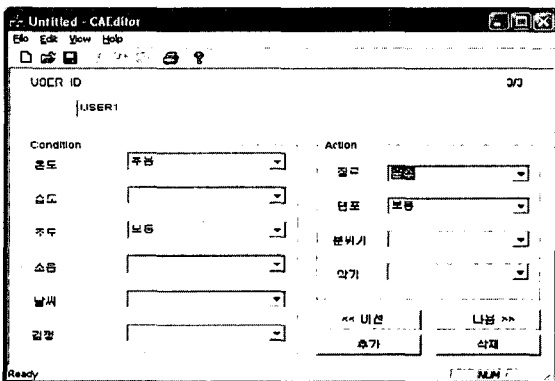 Untitled - CAEditor
File Edit View Help
USER ID 3/3
USER1
Condition
온도
습도
조도 보통
소음
날씨
감정
Action
장르
템포 보통
분위기
악기
<< 이전 다음 >>
추가 삭제
Ready NUM